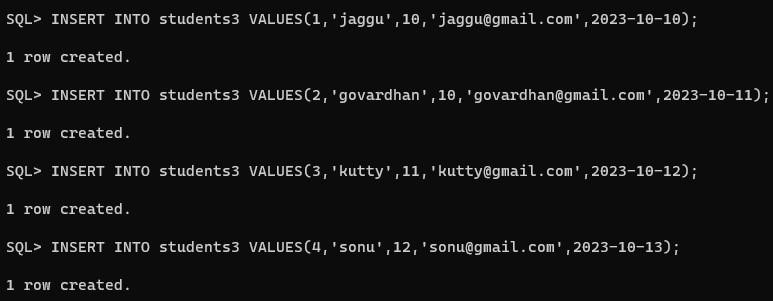 SQL> INSERT INTO students3 VALUES(1,'jaggu',10,'jaggu@gmail.com',2023-10-10);
1 row created.
SQL> INSERT INTO students3 VALUES(2,'govardhan',10,'govardhan@gmail.com',2023-10-11);
1 row created.
SQL> INSERT INTO students3 VALUES(3,'kutty',11,'kutty@gmail.com',2023-10-12);
1 row created.
SQL> INSERT INTO students3 VALUES(4,'sonu',12,'sonu@gmail.com',2023-10-13);
1 row created.